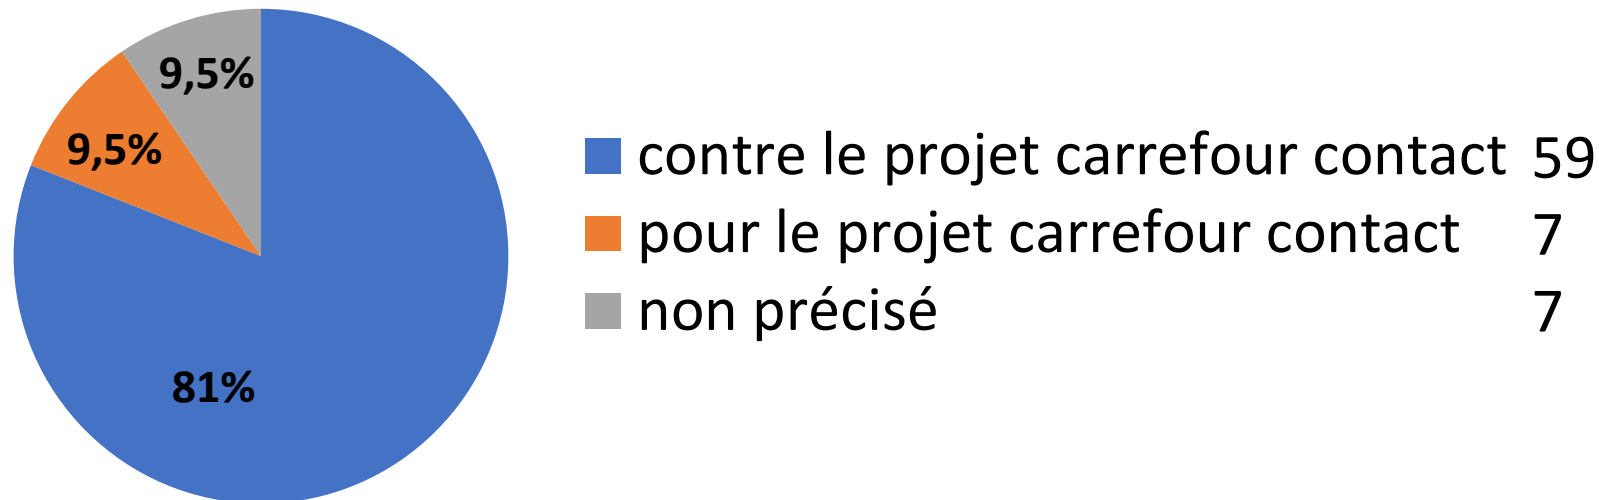 9,5%
9,5%
81%
contre le projet carrefour contact 59
pour le projet carrefour contact 7
non précisé 7